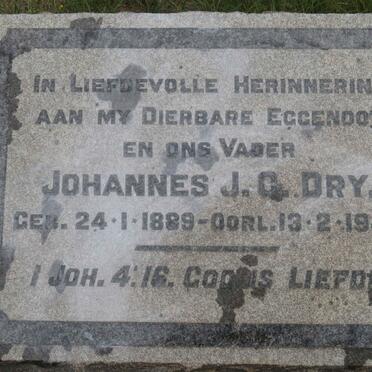 IN LIEFDEVOLLE HERINNERIN
AAN MY DIERBARE EGGENDO
EN ONS VADER
JOHANNES J. G. DRY.
GEB. 24·1·1889-OORL. 13·2·19
I JOH. 4:16. GOD IS LIEFD